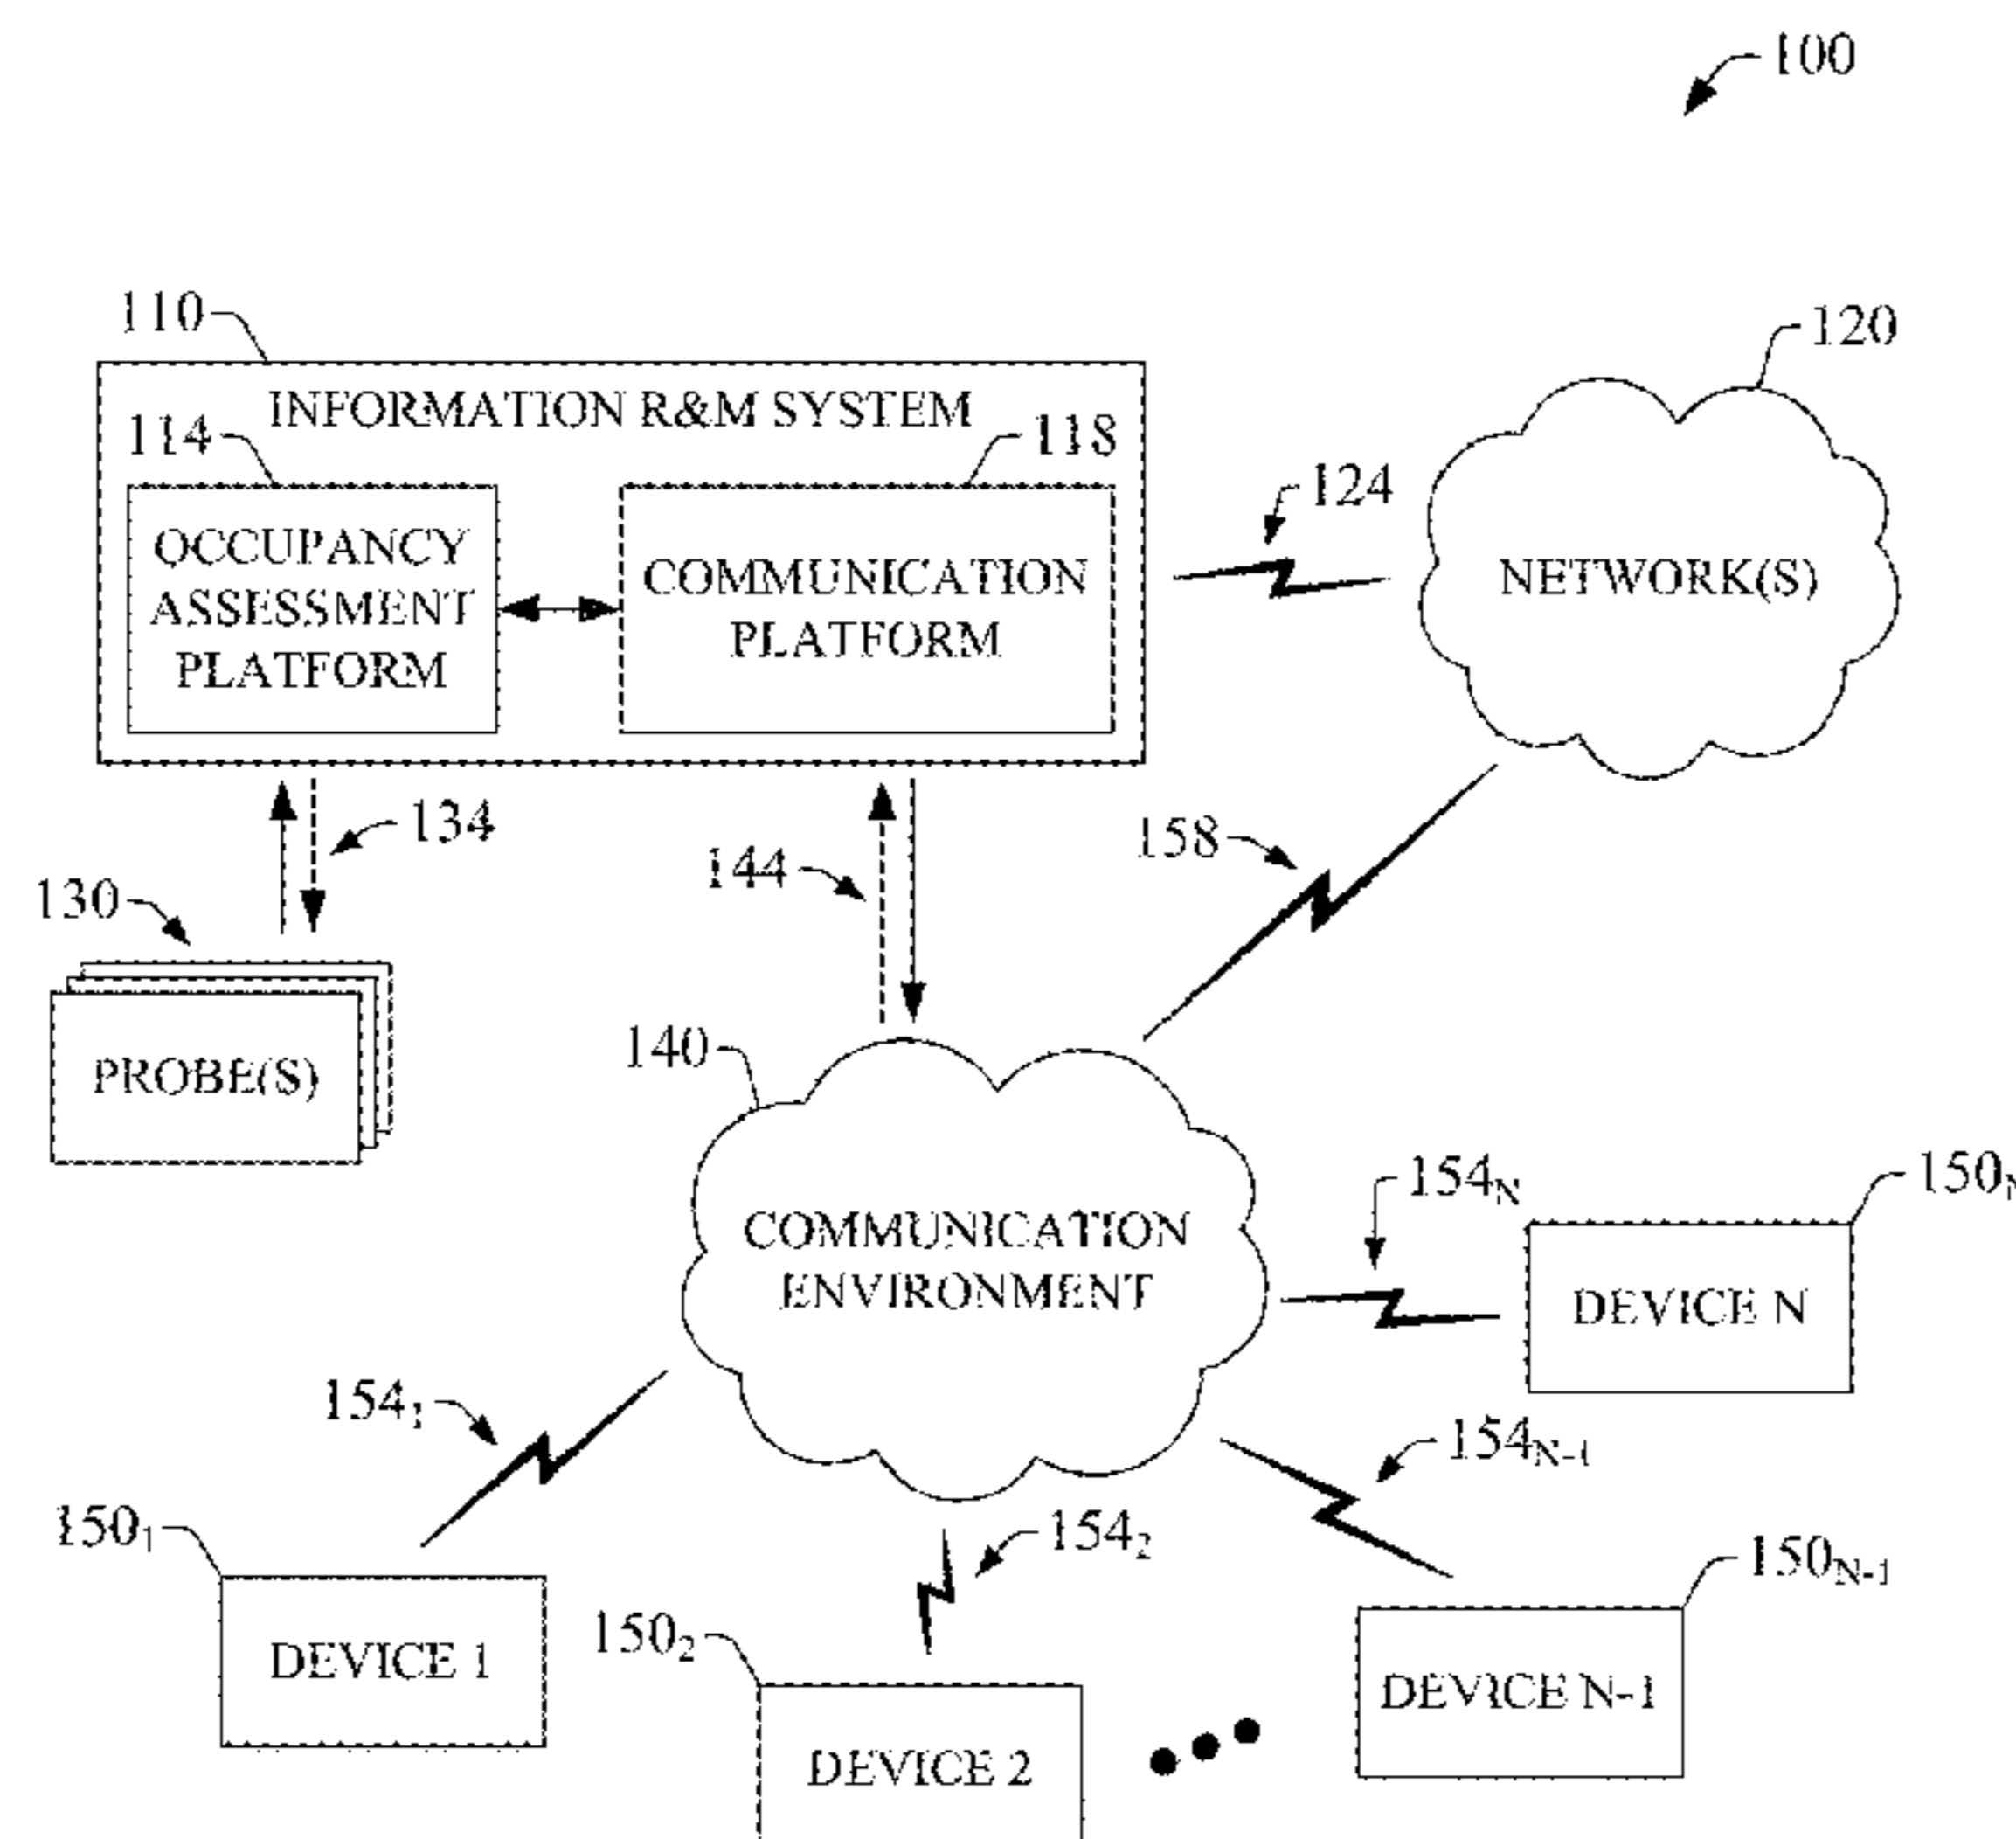 100
110
120
INFORMATION R&M SYSTEM
114
118
124
OCCUPANCY
ASSESSMENT
PLATFORM
COMMUNICATION
PLATFORM
NETWORK(S)
134
144
158
130
PROBE(S)
140
COMMUNICATION
ENVIRONMENT
154N
150N
DEVICE N
1541
154N-1
1501
1542
150N-1
DEVICE 1
1502
DEVICE N-1
DEVICE 2